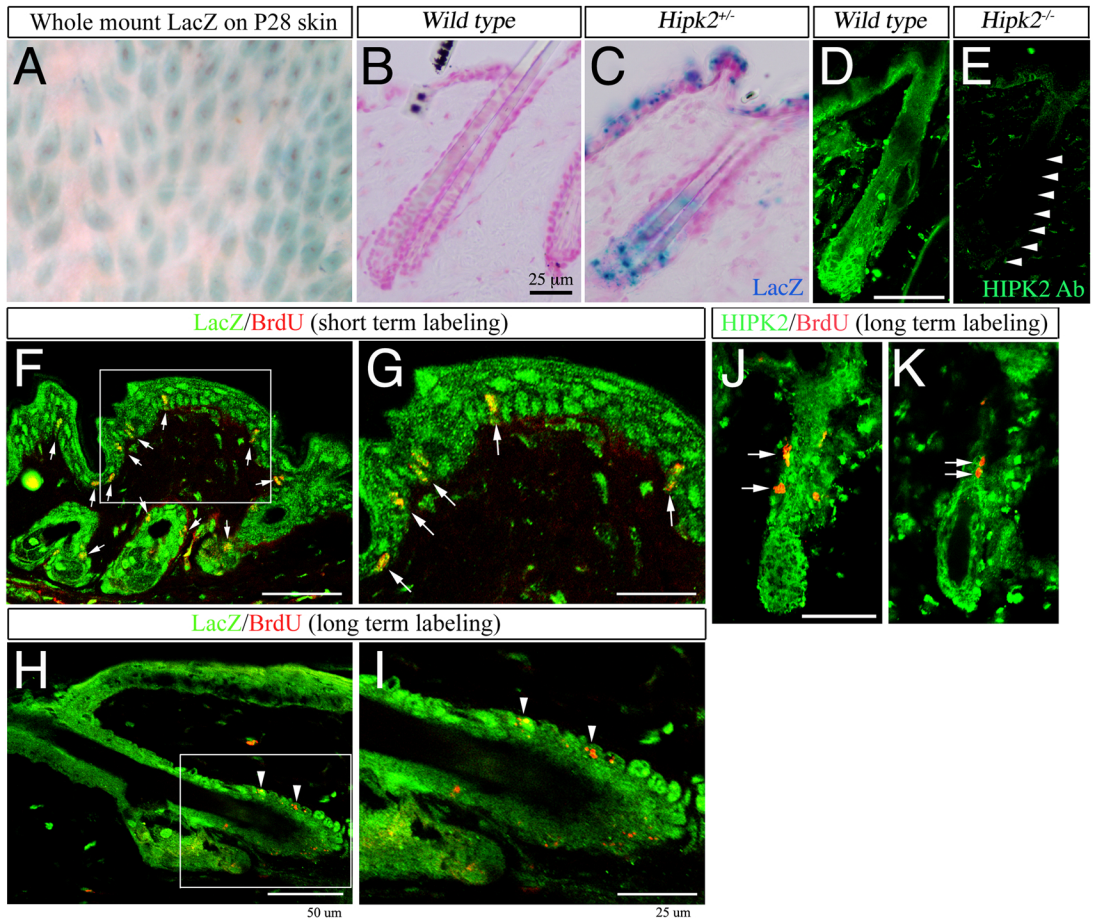 Whole mount LacZ on P28 skin
Wild type
Hipk2+/-
Wild type
Hipk2-/-
A
B
C
D
E
25 μm
LacZ
HIPK2 Ab
LacZ/BrdU (short term labeling)
HIPK2/BrdU (long term labeling)
F
G
J
K
LacZ/BrdU (long term labeling)
H
I
50 um
25 um